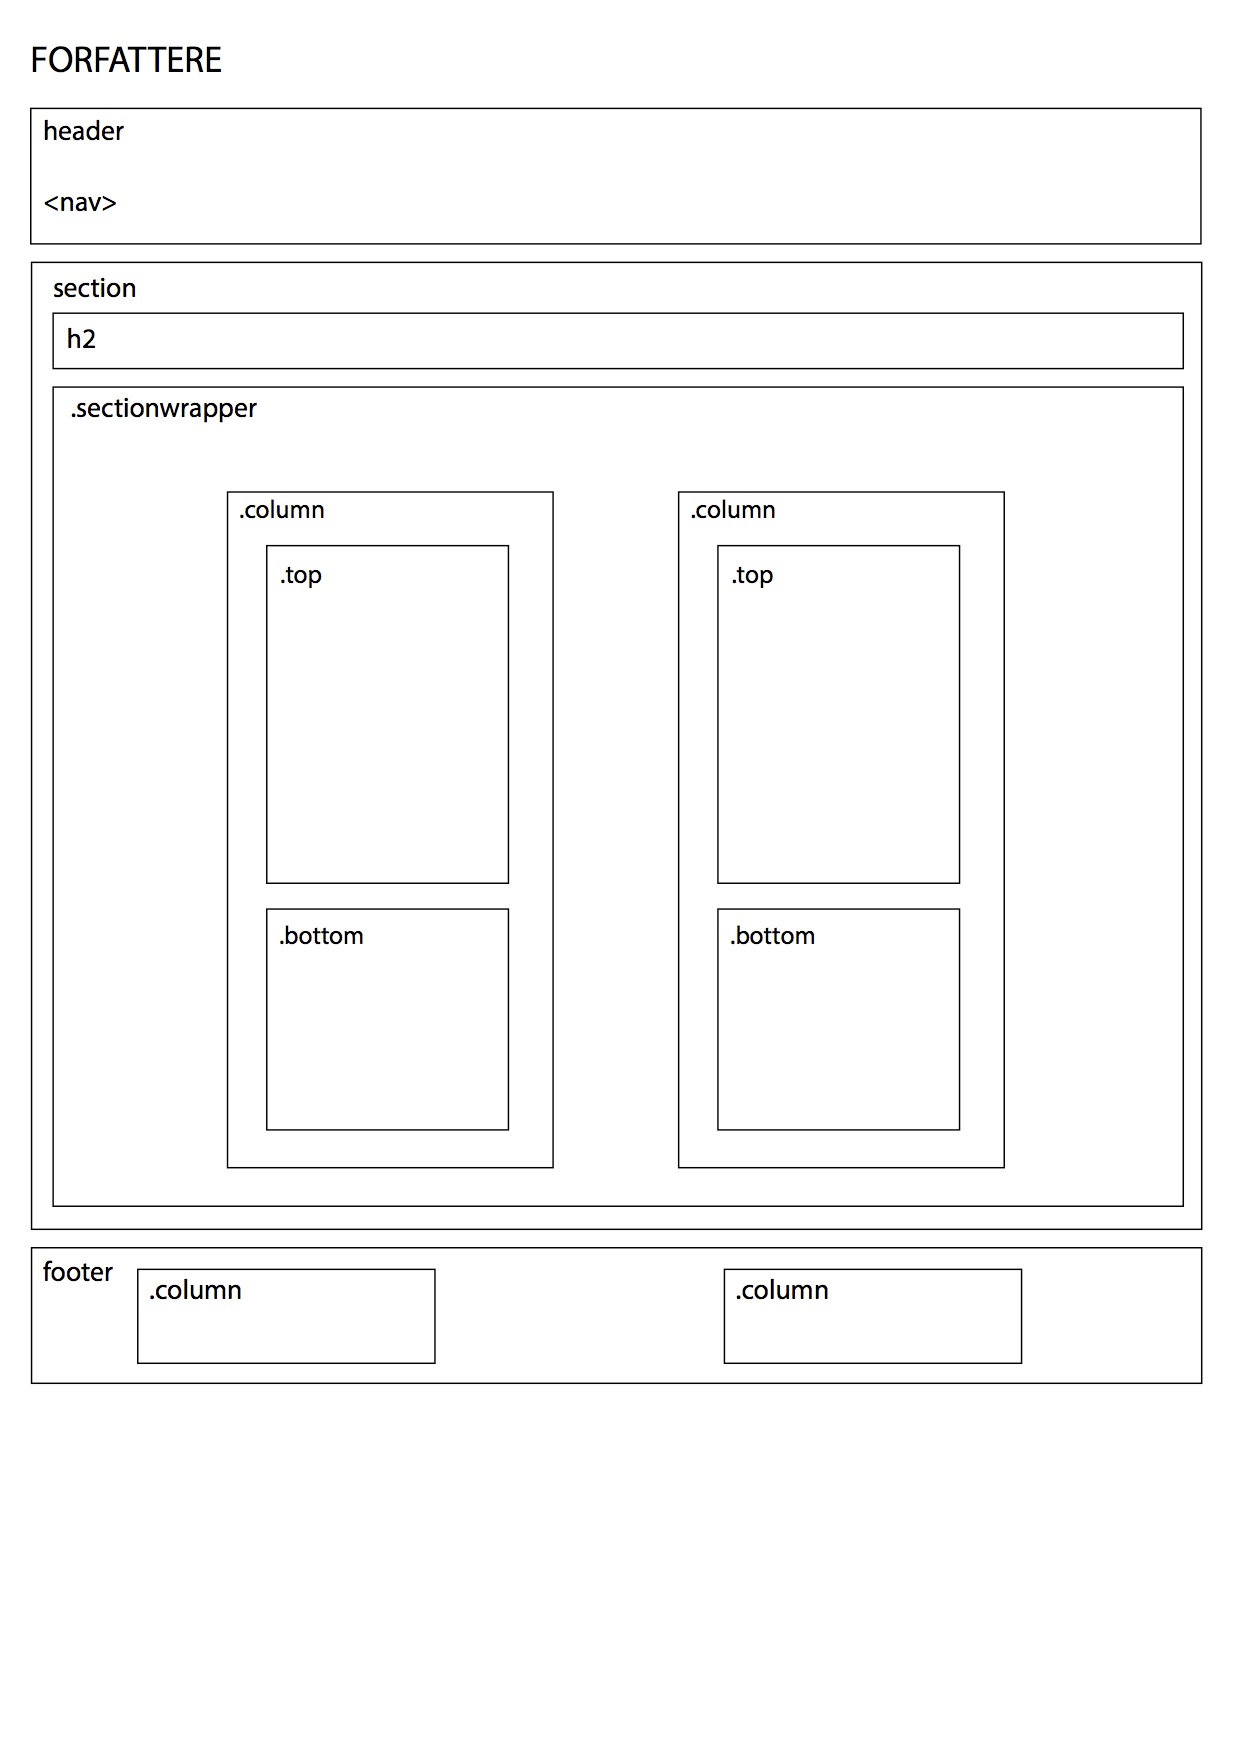 FORFATTERE
header
<nav>
section
h2
.sectionwrapper
.column
.top
.bottom
.column
.top
.bottom
footer
.column
.column